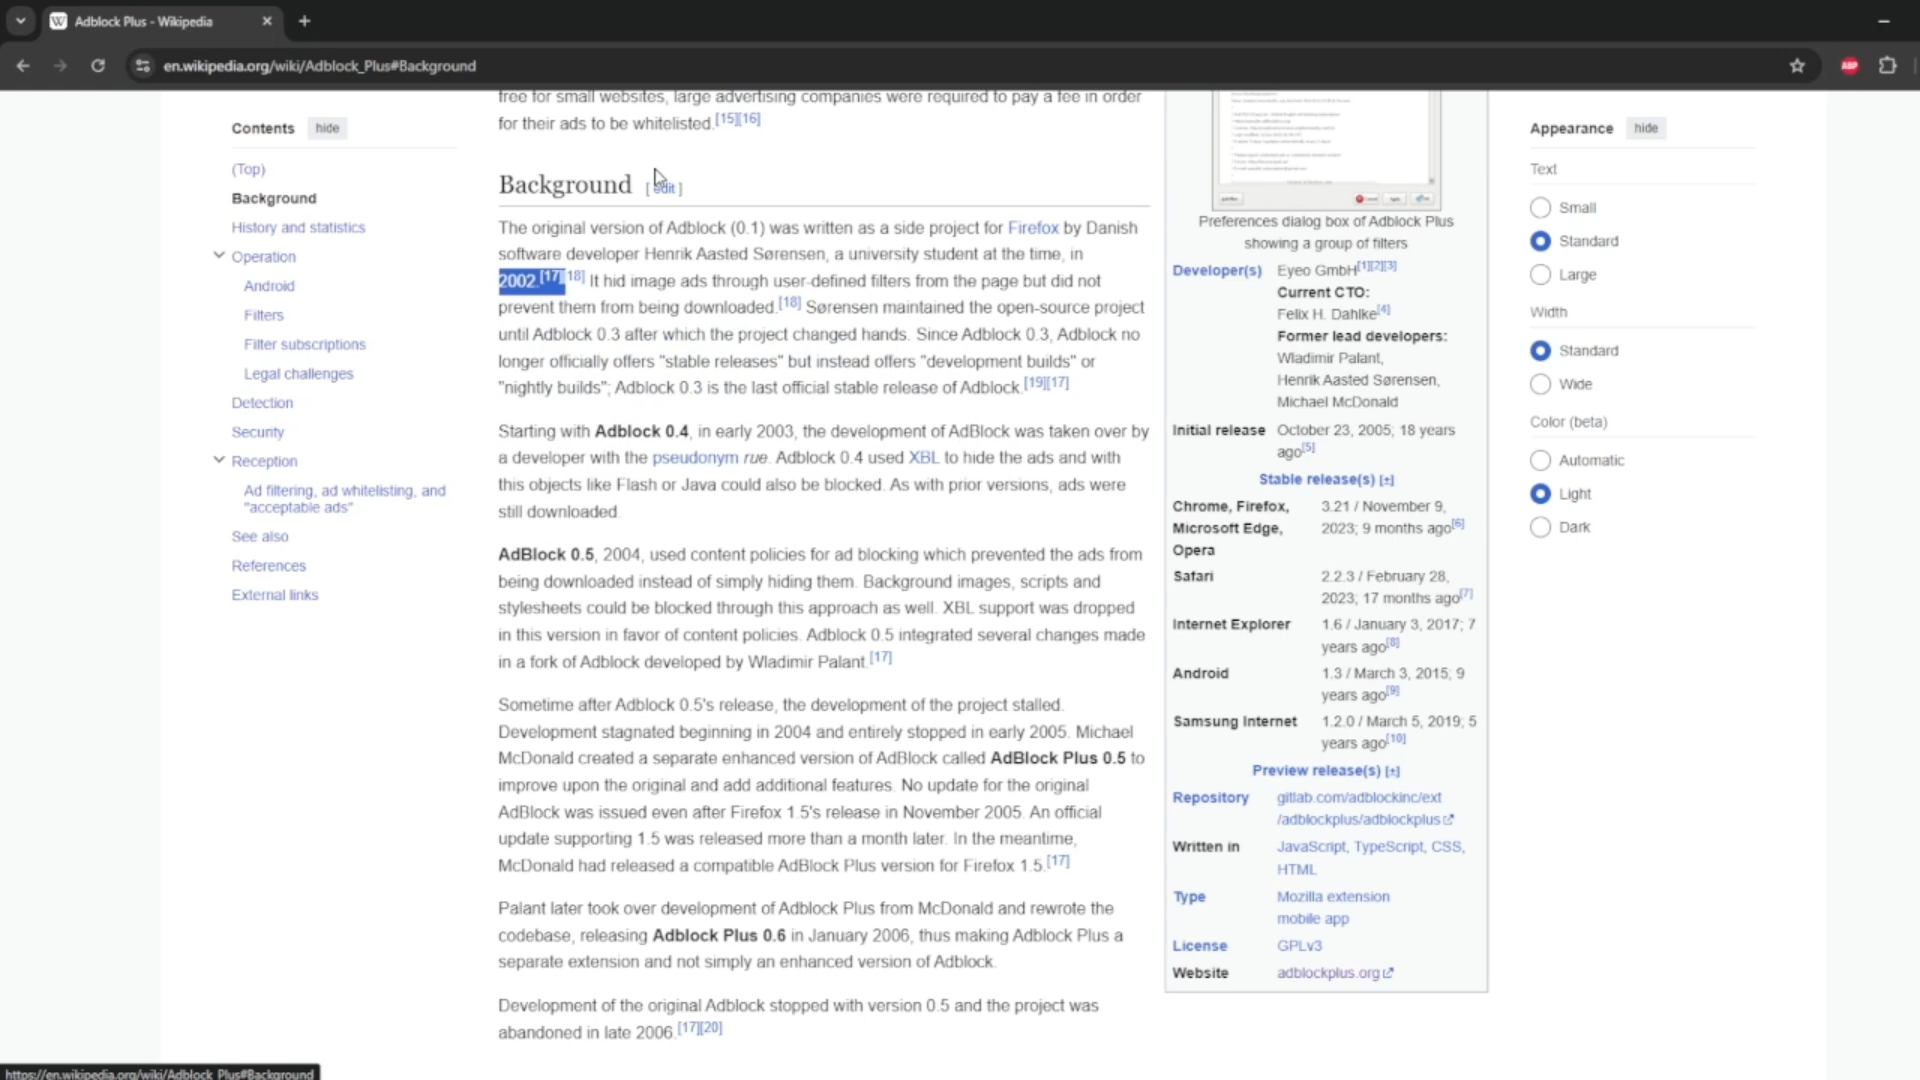 Adblock Plus - Wikipedia
en.wikipedia.org/wiki/Adblock_Plus#Background
ABP
Contents hide
(Top)
Background
History and statistics
Operation
Android
Filters
Filter subscriptions
Legal challenges
Detection
Security
Reception
Ad filtering, ad whitelisting, and
"acceptable ads"
See also
References
External links
free for small websites, large advertising companies were required to pay a fee in order
for their ads to be whitelisted.[15][16]
Background [ edit ]
The original version of Adblock (0.1) was written as a side project for Firefox by Danish
software developer Henrik Aasted Sørensen, a university student at the time, in
2002.[17][18] It hid image ads through user-defined filters from the page but did not
prevent them from being downloaded.[18] Sørensen maintained the open-source project
until Adblock 0.3 after which the project changed hands. Since Adblock 0.3, Adblock no
longer officially offers "stable releases" but instead offers "development builds" or
"nightly builds"; Adblock 0.3 is the last official stable release of Adblock.[19][17]
Starting with Adblock 0.4, in early 2003, the development of AdBlock was taken over by
a developer with the pseudonym rue. Adblock 0.4 used XBL to hide the ads and with
this objects like Flash or Java could also be blocked. As with prior versions, ads were
still downloaded.
AdBlock 0.5, 2004, used content policies for ad blocking which prevented the ads from
being downloaded instead of simply hiding them. Background images, scripts and
stylesheets could be blocked through this approach as well. XBL support was dropped
in this version in favor of content policies. Adblock 0.5 integrated several changes made
in a fork of Adblock developed by Wladimir Palant.[17]
Sometime after Adblock 0.5's release, the development of the project stalled.
Development stagnated beginning in 2004 and entirely stopped in early 2005. Michael
McDonald created a separate enhanced version of AdBlock called AdBlock Plus 0.5 to
improve upon the original and add additional features. No update for the original
AdBlock was issued even after Firefox 1.5's release in November 2005. An official
update supporting 1.5 was released more than a month later. In the meantime,
McDonald had released a compatible AdBlock Plus version for Firefox 1.5.[17]
Palant later took over development of Adblock Plus from McDonald and rewrote the
codebase, releasing Adblock Plus 0.6 in January 2006, thus making Adblock Plus a
separate extension and not simply an enhanced version of Adblock.
Development of the original Adblock stopped with version 0.5 and the project was
abandoned in late 2006.[17][20]
Preferences dialog box of Adblock Plus
showing a group of filters
Developer(s) Eyeo GmbH[1][2][3]
Current CTO:
Felix H. Dahlke[4]
Former lead developers:
Wladimir Palant,
Henrik Aasted Sørensen,
Michael McDonald
Initial release October 23, 2005; 18 years
ago[5]
Stable release(s) [±]
Chrome, Firefox, 3.21 / November 9,
Microsoft Edge, 2023; 9 months ago[6]
Opera
Safari 2.2.3 / February 28,
2023; 17 months ago[7]
Internet Explorer 1.6 / January 3, 2017; 7
years ago[8]
Android 1.3 / March 3, 2015; 9
years ago[9]
Samsung Internet 1.2.0 / March 5, 2019; 5
years ago[10]
Preview release(s) [±]
Repository gitlab.com/adblockinc/ext
/adblockplus/adblockplus
Written in JavaScript, TypeScript, CSS,
HTML
Type Mozilla extension
mobile app
License GPLv3
Website adblockplus.org
Appearance hide
Text
Small
Standard
Large
Width
Standard
Wide
Color (beta)
Automatic
Light
Dark
https://en.wikipedia.org/wiki/Adblock_Plus#Background